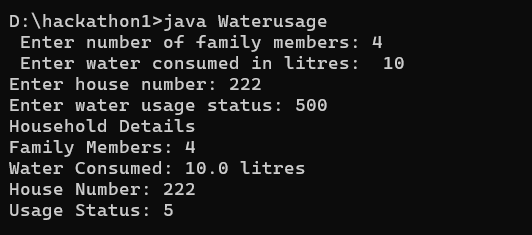 D:\hackathon1>java Waterusage
Enter number of family members: 4
Enter water consumed in litres:  10
Enter house number: 222
Enter water usage status: 500
Household Details
Family Members: 4
Water Consumed: 10.0 litres
House Number: 222
Usage Status: 5